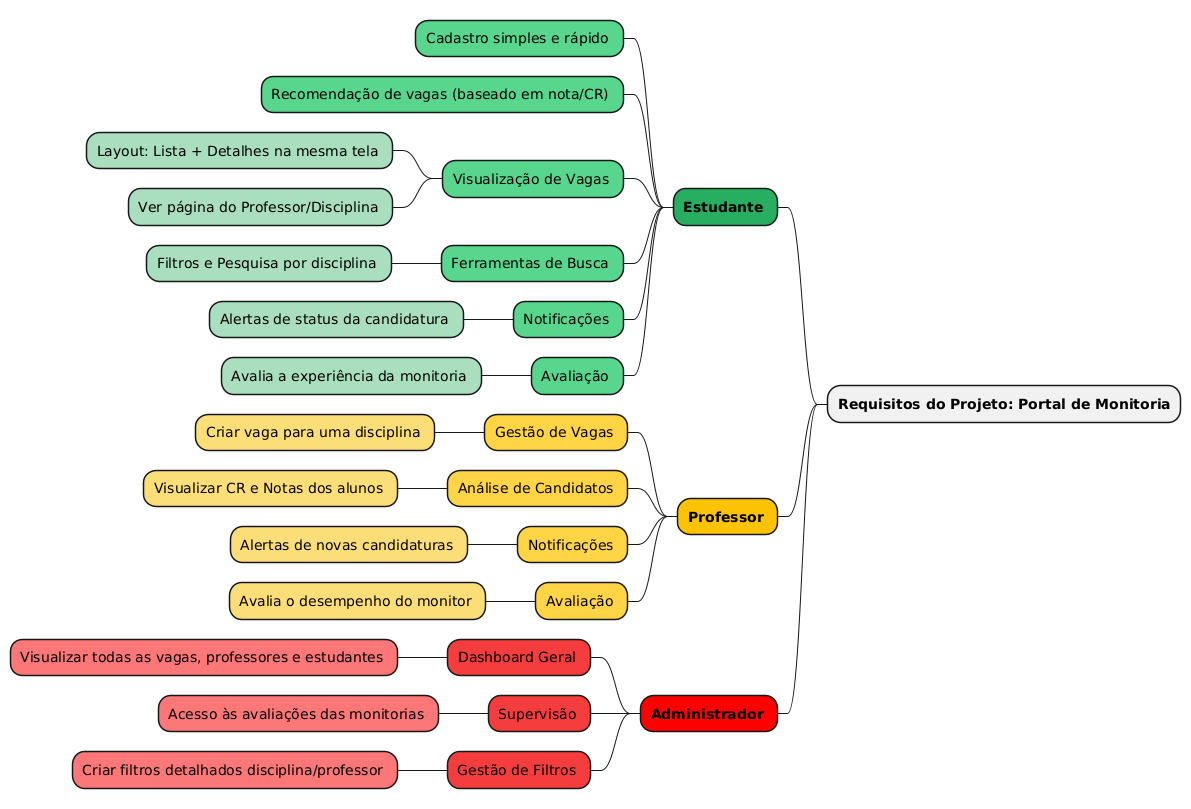 Cadastro simples e rápido
Recomendação de vagas (baseado em nota/CR)
Layout: Lista + Detalhes na mesma tela
Visualização de Vagas
Ver página do Professor/Disciplina
Estudante
Filtros e Pesquisa por disciplina
Ferramentas de Busca
Alertas de status da candidatura
Notificações
Avalia a experiência da monitoria
Avaliação
Requisitos do Projeto: Portal de Monitoria
Criar vaga para uma disciplina
Gestão de Vagas
Visualizar CR e Notas dos alunos
Análise de Candidatos
Professor
Alertas de novas candidaturas
Notificações
Avalia o desempenho do monitor
Avaliação
Visualizar todas as vagas, professores e estudantes
Dashboard Geral
Acesso às avaliações das monitorias
Supervisão
Administrador
Criar filtros detalhados disciplina/professor
Gestão de Filtros